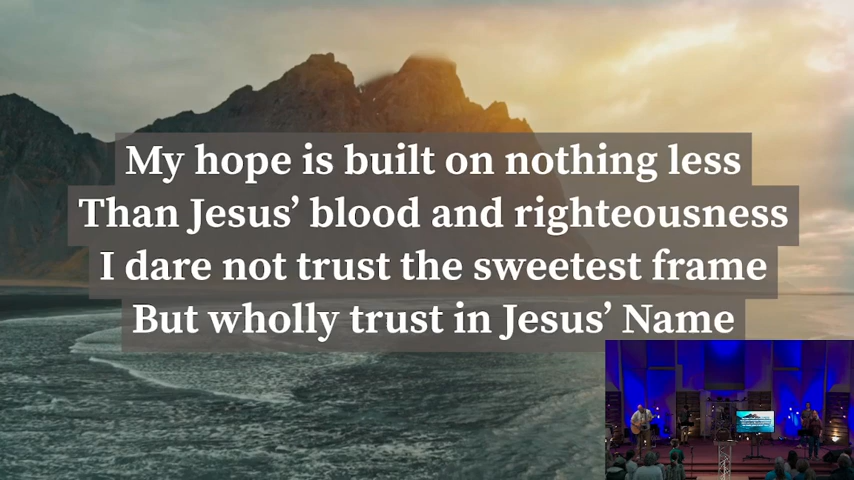 My hope is built on nothing less
Than Jesus’ blood and righteousness
I dare not trust the sweetest frame
But wholly trust in Jesus’ Name